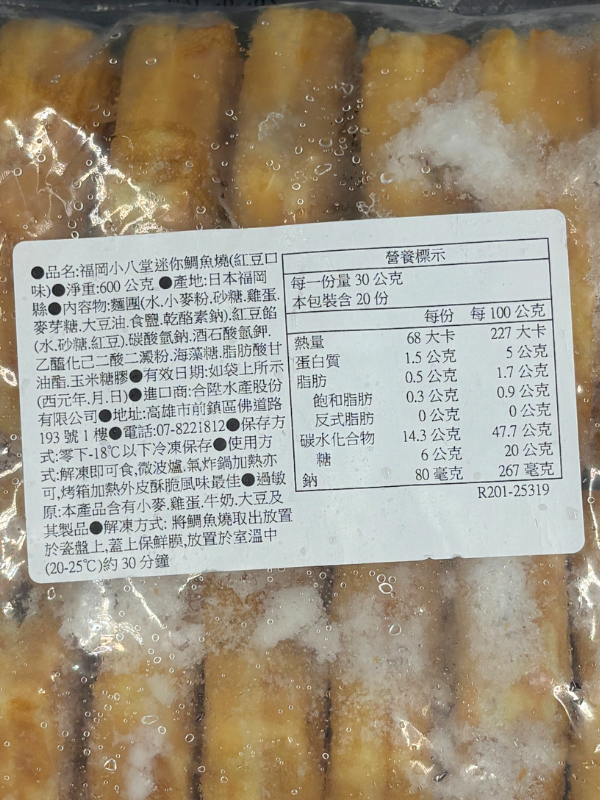 ●品名:福岡小八堂迷你鯛魚燒(紅豆口
味)●淨重:600 公克 ●產地:日本福岡
縣●內容物:麵團(水.小麥粉.砂糖.雞蛋.
麥芽糖.大豆油.食鹽.乾酪素鈉).紅豆餡
(水.砂糖.紅豆).碳酸氫鈉.酒石酸氫鉀.
乙醯化己二酸二澱粉.海藻糖.脂肪酸甘
油酯.玉米糖膠●有效日期:如袋上所示
(西元年.月.日)●進口商:合陞水產股份
有限公司●地址:高雄市前鎮區佛道路
193 號 1 樓●電話:07-8221812●保存方
式:零下-18℃以下冷凍保存●使用方
式:解凍即可食,微波爐.氣炸鍋加熱亦
可,烤箱加熱外皮酥脆風味最佳●過敏
原:本產品含有小麥.雞蛋.牛奶.大豆及
其製品●解凍方式: 將鯛魚燒取出放置
於瓷盤上,蓋上保鮮膜,放置於室溫中
(20-25℃)約 30 分鐘
營養標示
每一份量 30 公克
本包裝含 20 份
每份 每 100 公克
熱量 68 大卡 227 大卡
蛋白質 1.5 公克 5 公克
脂肪 0.5 公克 1.7 公克
飽和脂肪 0.3 公克 0.9 公克
反式脂肪 0 公克 0 公克
碳水化合物 14.3 公克 47.7 公克
糖 6 公克 20 公克
鈉 80 毫克 267 毫克
R201-25319